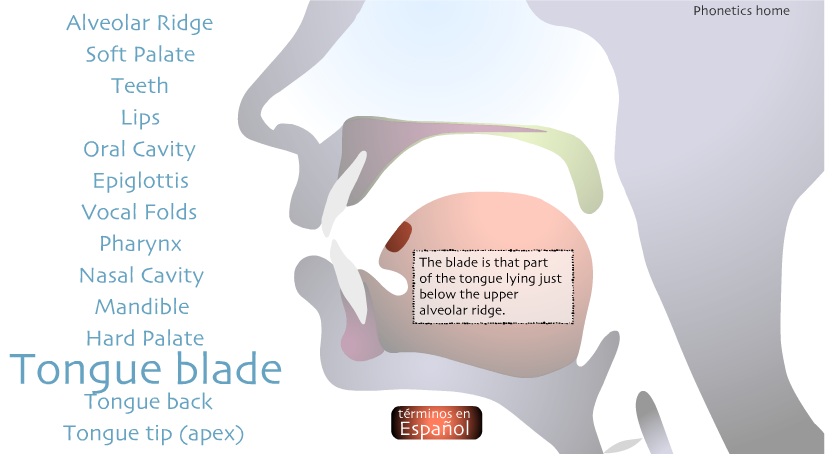 Alveolar Ridge
Soft Palate
Teeth
Lips
Oral Cavity
Epiglottis
Vocal Folds
Pharynx
Nasal Cavity
Mandible
Hard Palate
Tongue blade
Tongue back
Tongue tip (apex)
Phonetics home
The blade is that part
of the tongue lying just
below the upper
alveolar ridge.
términos en
Español